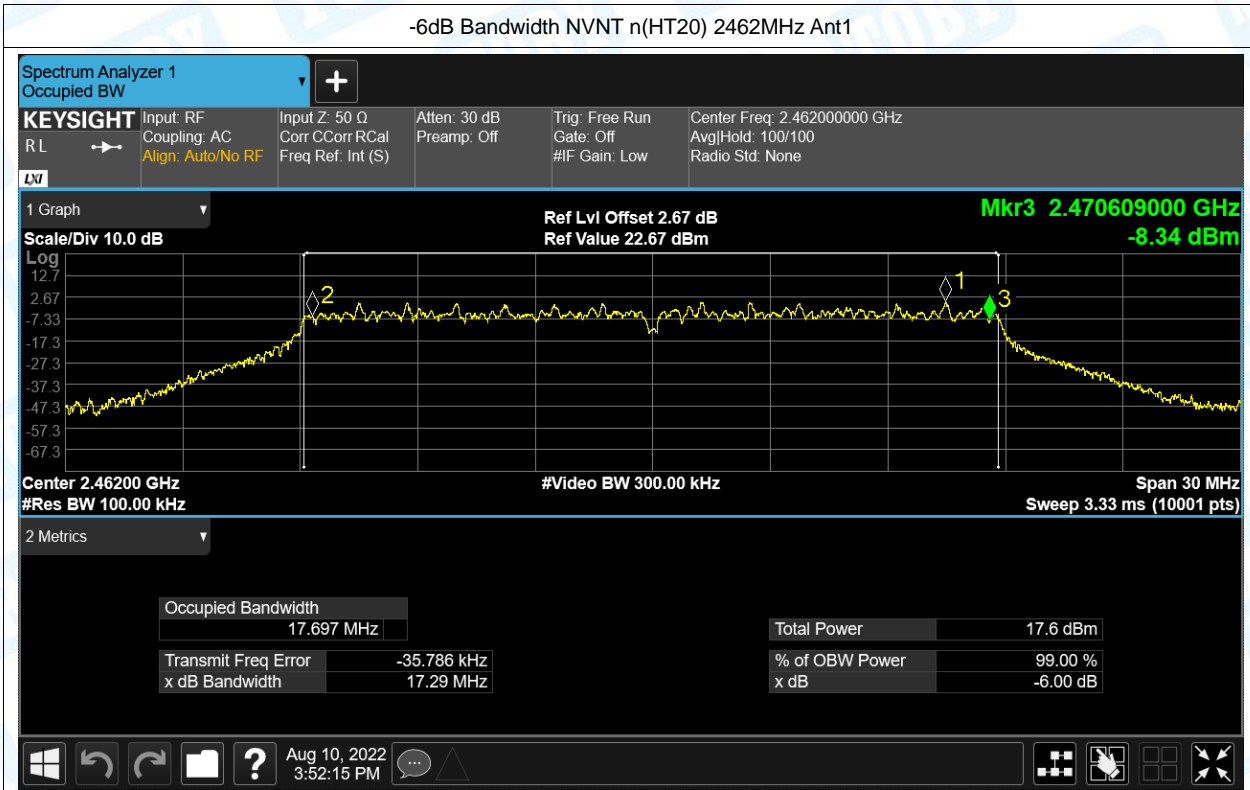 -6dB Bandwidth NVNT n(HT20) 2462MHz Ant1
Spectrum Analyzer 1
Occupied BW
KEYSIGHT
RL
LXI
Input: RF
Coupling: AC
Align: Auto/No RF
Input Z: 50 Ω
Corr CCorr RCal
Freq Ref: Int (S)
Atten: 30 dB
Preamp: Off
Trig: Free Run
Gate: Off
#IF Gain: Low
Center Freq: 2.462000000 GHz
Avg|Hold: 100/100
Radio Std: None
1 Graph
Scale/Div 10.0 dB
Ref Lvl Offset 2.67 dB
Ref Value 22.67 dBm
Mkr3 2.470609000 GHz
-8.34 dBm
Log
12.7
2.67
-7.33
-17.3
-27.3
-37.3
-47.3
-57.3
-67.3
2
1
3
Center 2.46200 GHz
#Res BW 100.00 kHz
#Video BW 300.00 kHz
Span 30 MHz
Sweep 3.33 ms (10001 pts)
2 Metrics
Occupied Bandwidth
17.697 MHz
Transmit Freq Error -35.786 kHz
x dB Bandwidth 17.29 MHz
Total Power 17.6 dBm
% of OBW Power 99.00 %
x dB -6.00 dB
Aug 10, 2022
3:52:15 PM